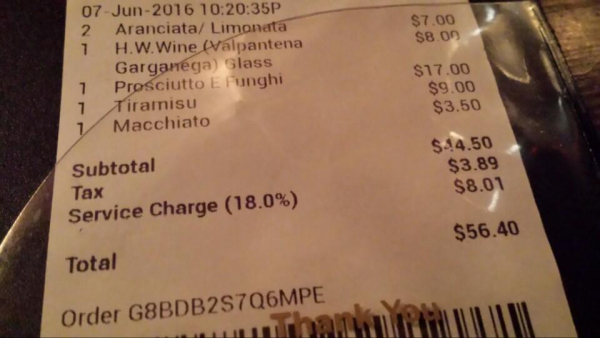 07-Jun-2016 10:20:35P
2 Aranciata/ Limonata $7.00
1 H.W.Wine (Valpantena $8.00
Garganega) Glass
1 Prosciutto E Funghi $17.00
1 Tiramisu $9.00
1 Macchiato $3.50
Subtotal $44.50
Tax $3.89
Service Charge (18.0%) $8.01
Total $56.40
Order G8BDB2S7Q6MPE
Thank You